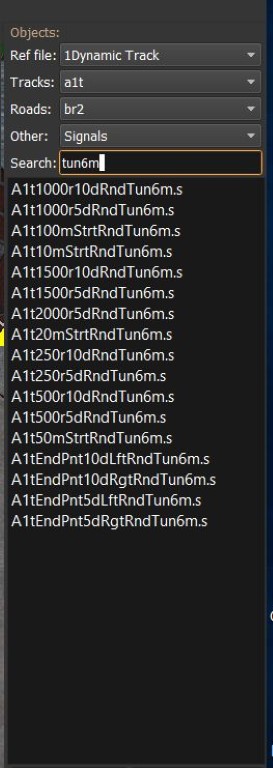 Objects:
Ref file: 1Dynamic Track
Tracks: a1t
Roads: br2
Other: Signals
Search: tun6m
A1t1000r10dRndTun6m.s
A1t1000r5dRndTun6m.s
A1t100mStrtRndTun6m.s
A1t10mStrtRndTun6m.s
A1t1500r10dRndTun6m.s
A1t1500r5dRndTun6m.s
A1t2000r5dRndTun6m.s
A1t20mStrtRndTun6m.s
A1t250r10dRndTun6m.s
A1t250r5dRndTun6m.s
A1t500r10dRndTun6m.s
A1t500r5dRndTun6m.s
A1t50mStrtRndTun6m.s
A1tEndPnt10dLftRndTun6m.s
A1tEndPnt10dRgtRndTun6m.s
A1tEndPnt5dLftRndTun6m.s
A1tEndPnt5dRgtRndTun6m.s